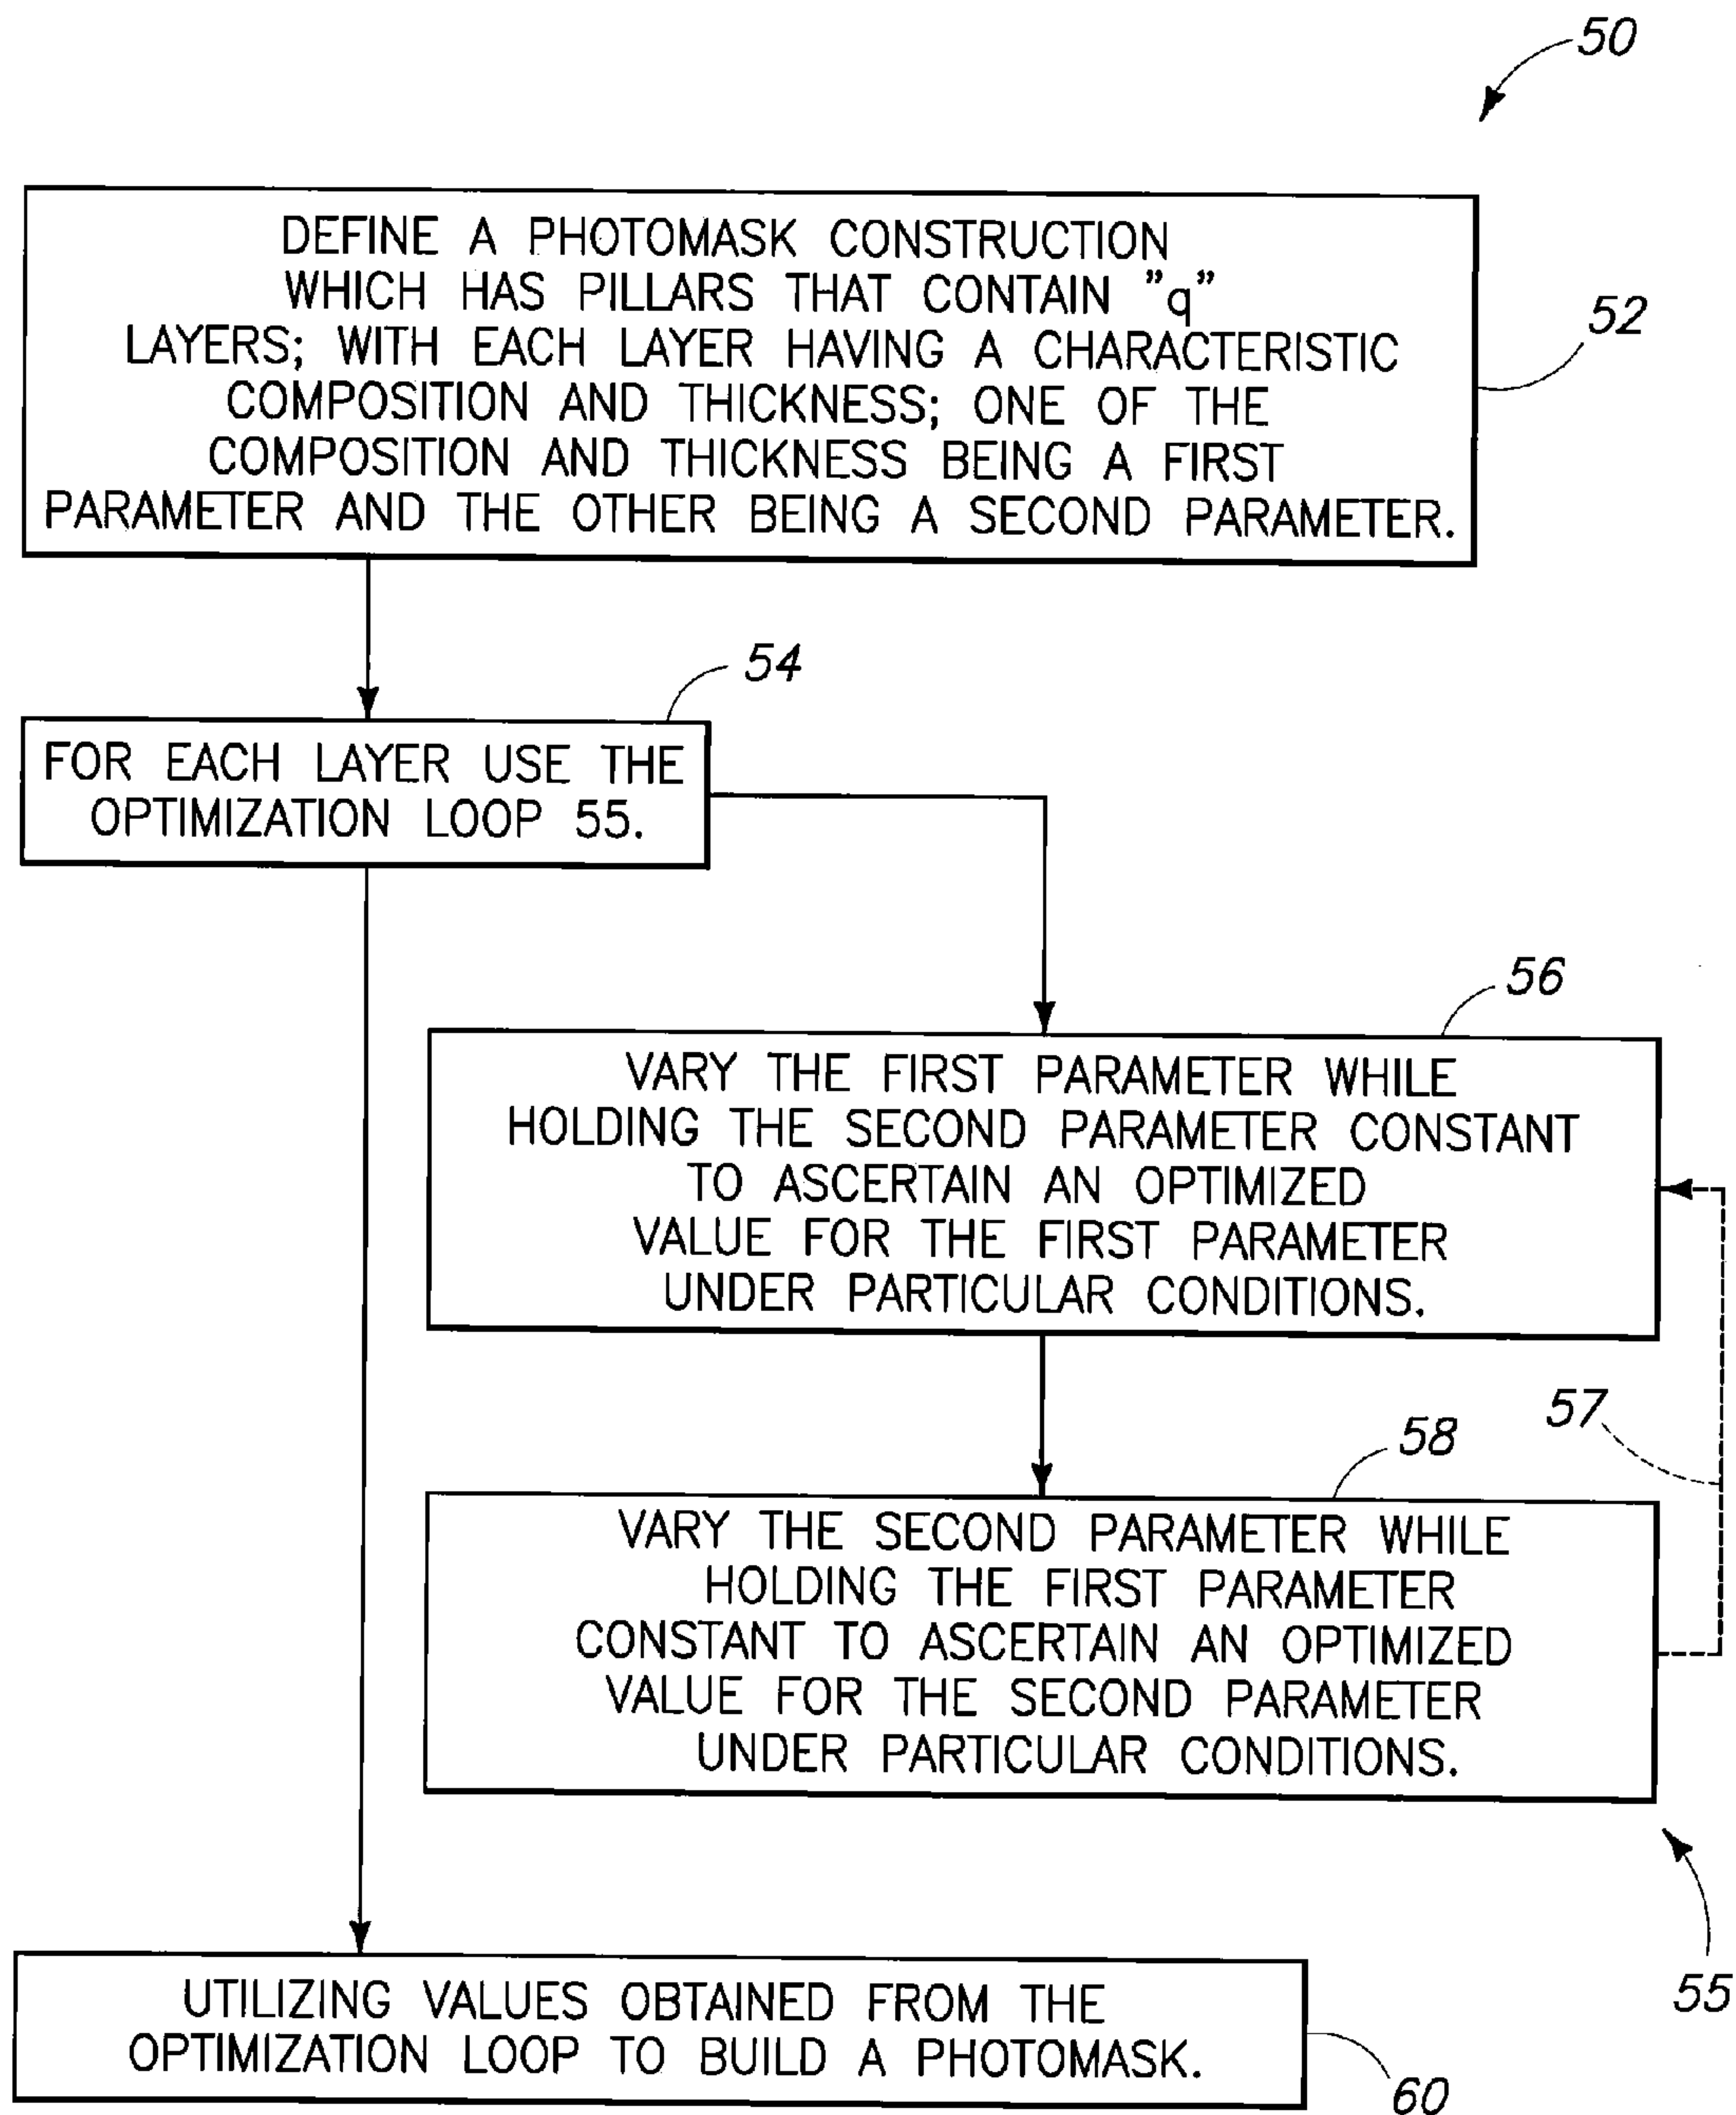 50
DEFINE A PHOTOMASK CONSTRUCTION
WHICH HAS PILLARS THAT CONTAIN "q"
LAYERS; WITH EACH LAYER HAVING A CHARACTERISTIC
COMPOSITION AND THICKNESS; ONE OF THE
COMPOSITION AND THICKNESS BEING A FIRST
PARAMETER AND THE OTHER BEING A SECOND PARAMETER.
52
54
FOR EACH LAYER USE THE
OPTIMIZATION LOOP 55.
56
VARY THE FIRST PARAMETER WHILE
HOLDING THE SECOND PARAMETER CONSTANT
TO ASCERTAIN AN OPTIMIZED
VALUE FOR THE FIRST PARAMETER
UNDER PARTICULAR CONDITIONS.
57
58
VARY THE SECOND PARAMETER WHILE
HOLDING THE FIRST PARAMETER
CONSTANT TO ASCERTAIN AN OPTIMIZED
VALUE FOR THE SECOND PARAMETER
UNDER PARTICULAR CONDITIONS.
55
UTILIZING VALUES OBTAINED FROM THE
OPTIMIZATION LOOP TO BUILD A PHOTOMASK.
60